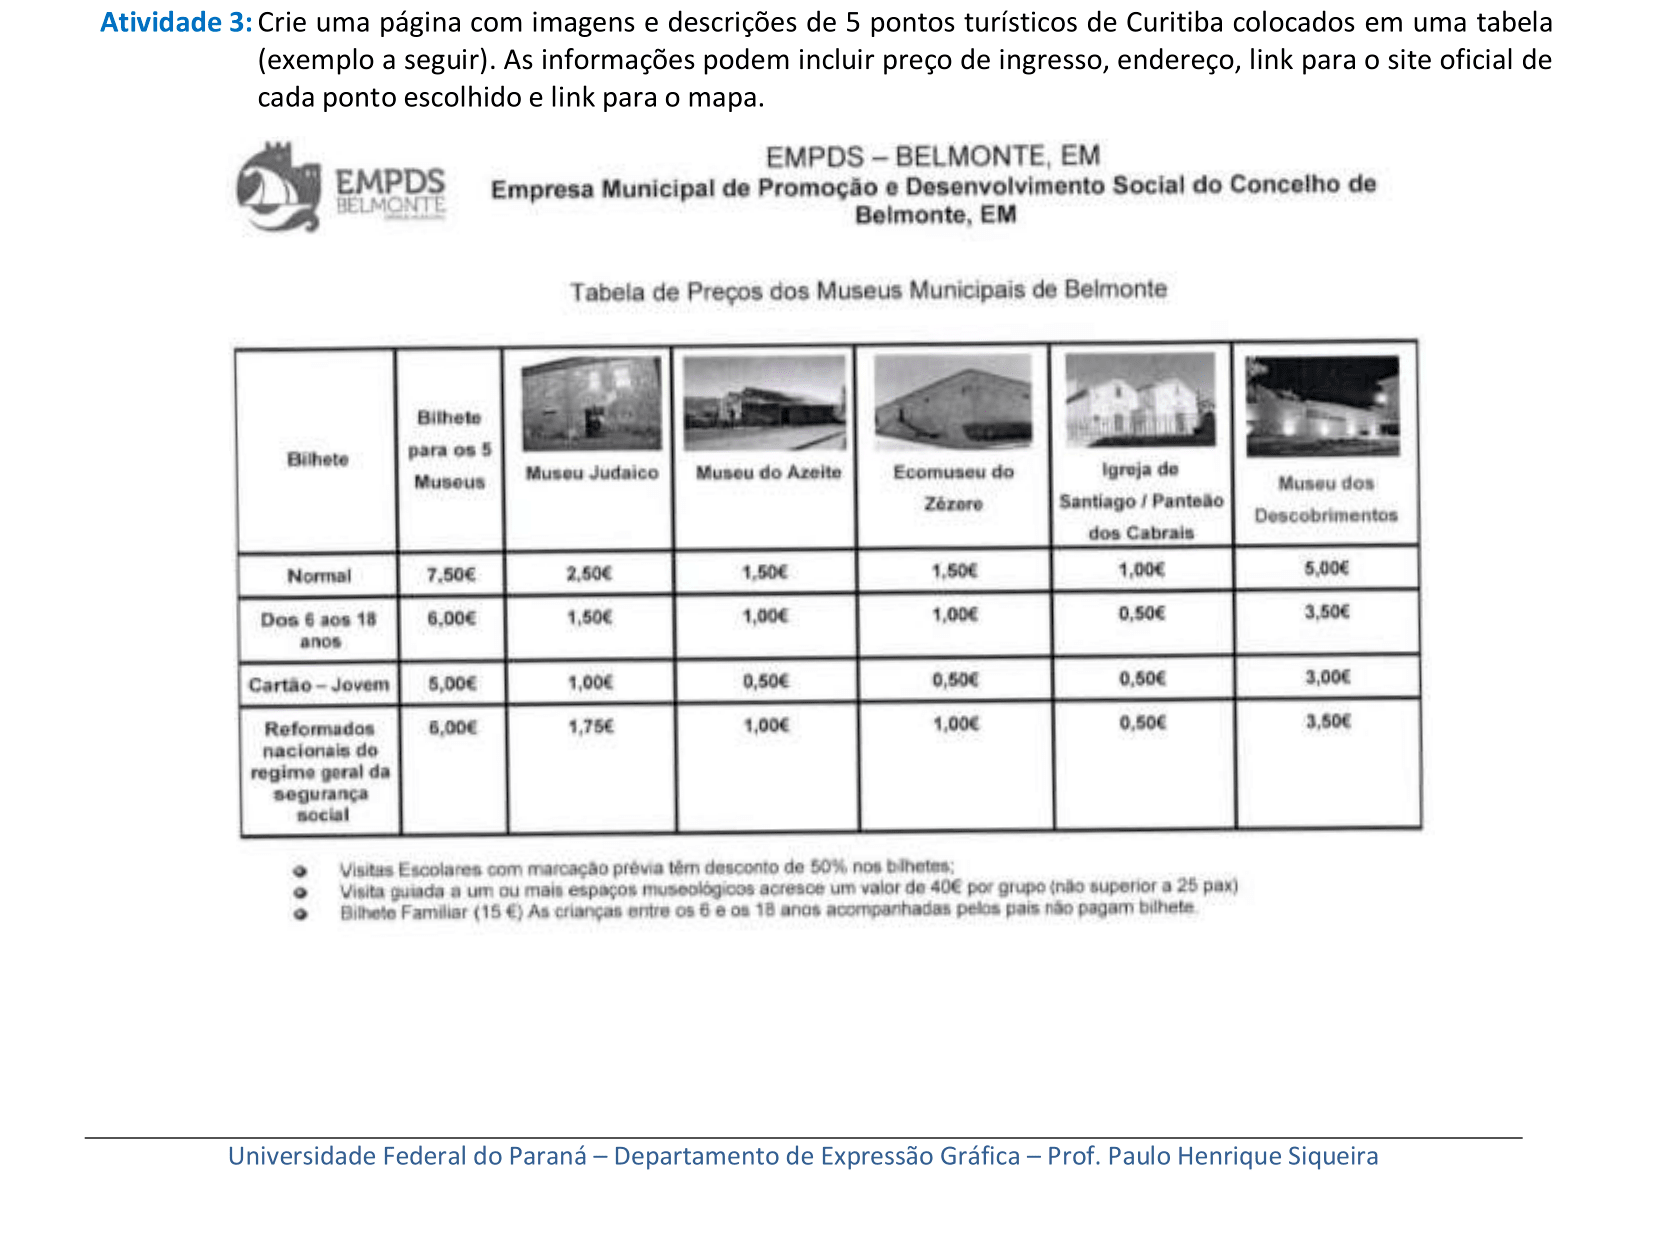 Atividade 3: Crie uma página com imagens e descrições de 5 pontos turísticos de Curitiba colocados em uma tabela
(exemplo a seguir). As informações podem incluir preço de ingresso, endereço, link para o site oficial de
cada ponto escolhido e link para o mapa.
EMPDS
BELMONTE
EMPDS – BELMONTE, EM
Empresa Municipal de Promoção e Desenvolvimento Social do Concelho de
Belmonte, EM
Tabela de Preços dos Museus Municipais de Belmonte
Bilhete
Bilhete
para os 5
Museus
Museu Judaico
Museu do Azeite
Ecomuseu do
Zêzere
Igreja de
Santiago / Panteão
dos Cabrais
Museu dos
Descobrimentos
Normal 7,50€ 2,50€ 1,50€ 1,50€ 1,00€ 5,00€
Dos 6 aos 18 6,00€ 1,50€ 1,00€ 1,00€ 0,50€ 3,50€
anos
Cartão – Jovem 5,00€ 1,00€ 0,50€ 0,50€ 0,50€ 3,00€
Reformados 6,00€ 1,75€ 1,00€ 1,00€ 0,50€ 3,50€
nacionais do
regime geral da
segurança
social
Visitas Escolares com marcação prévia têm desconto de 50% nos bilhetes;
Visita guiada a um ou mais espaços museológicos acresce um valor de 40€ por grupo (não superior a 25 pax)
Bilhete Familiar (15 €) As crianças entre os 6 e os 18 anos acompanhadas pelos pais não pagam bilhete.
Universidade Federal do Paraná – Departamento de Expressão Gráfica – Prof. Paulo Henrique Siqueira